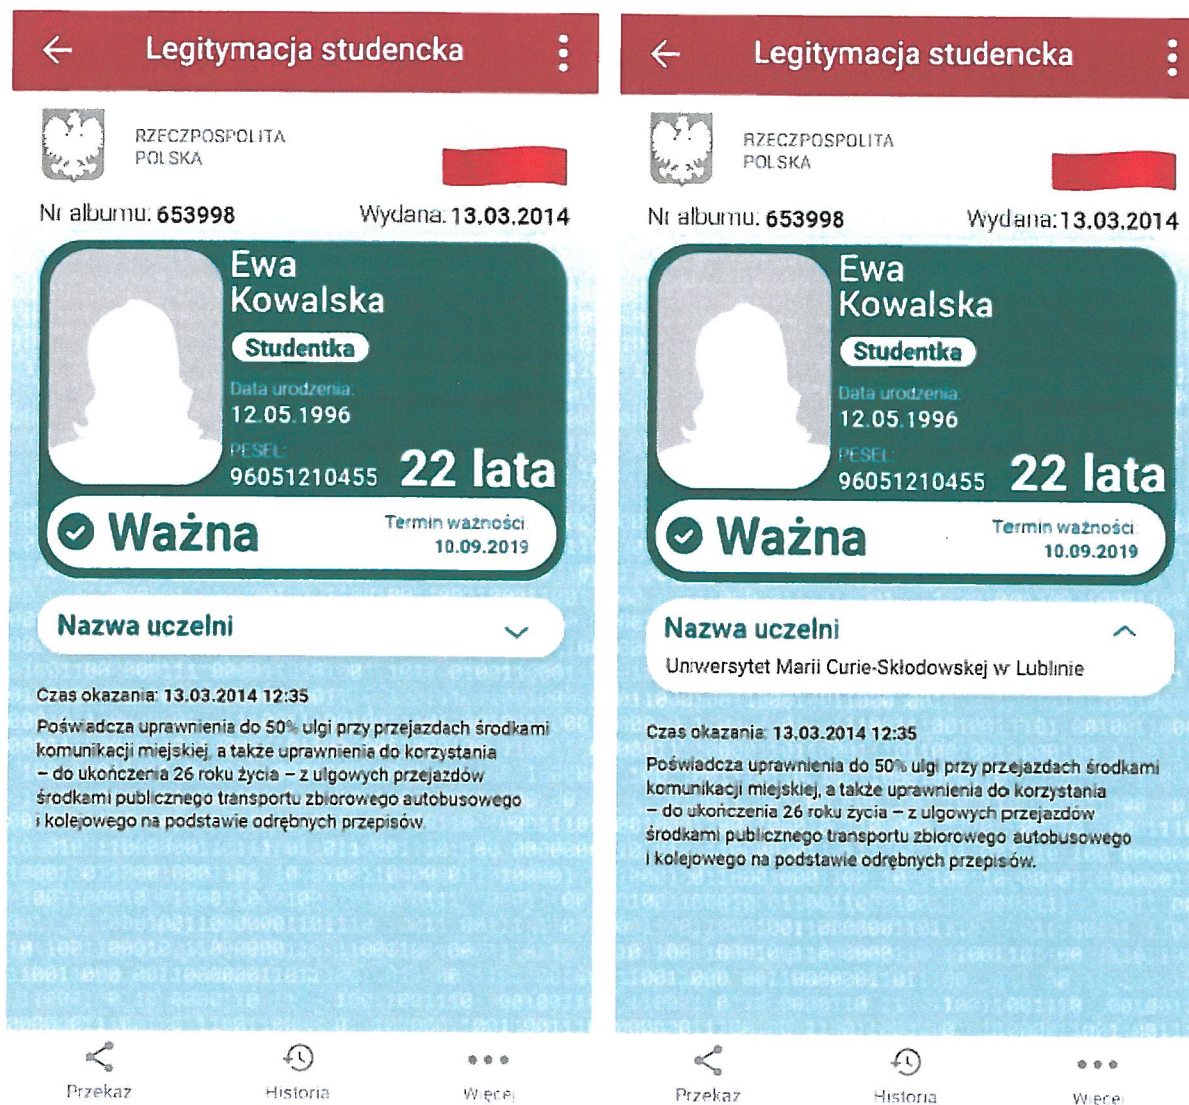 Legitymacja studencka
RZECZPOSPOLITA
POLSKA
Nr albumu: 653998
Wydana: 13.03.2014
Ewa
Kowalska
Studentka
Data urodzenia:
12.05.1996
PESEL:
96051210455
22 lata
Ważna
Termin ważności:
10.09.2019
Nazwa uczelni
Czas okazania: 13.03.2014 12:35
Poświadcza uprawnienia do 50% ulgi przy przejazdach środkami
komunikacji miejskiej, a także uprawnienia do korzystania
– do ukończenia 26 roku życia – z ulgowych przejazdów
środkami publicznego transportu zbiorowego autobusowego
i kolejowego na podstawie odrębnych przepisów.
Przekaż
Historia
Więcej
Legitymacja studencka
RZECZPOSPOLITA
POLSKA
Nr albumu: 653998
Wydana: 13.03.2014
Ewa
Kowalska
Studentka
Data urodzenia:
12.05.1996
PESEL:
96051210455
22 lata
Ważna
Termin ważności:
10.09.2019
Nazwa uczelni
Uniwersytet Marii Curie-Skłodowskej w Lublinie
Czas okazania: 13.03.2014 12:35
Poświadcza uprawnienia do 50% ulgi przy przejazdach środkami
komunikacji miejskiej, a także uprawnienia do korzystania
– do ukończenia 26 roku życia – z ulgowych przejazdów
środkami publicznego transportu zbiorowego autobusowego
i kolejowego na podstawie odrębnych przepisów.
Przekaż
Historia
Więcej